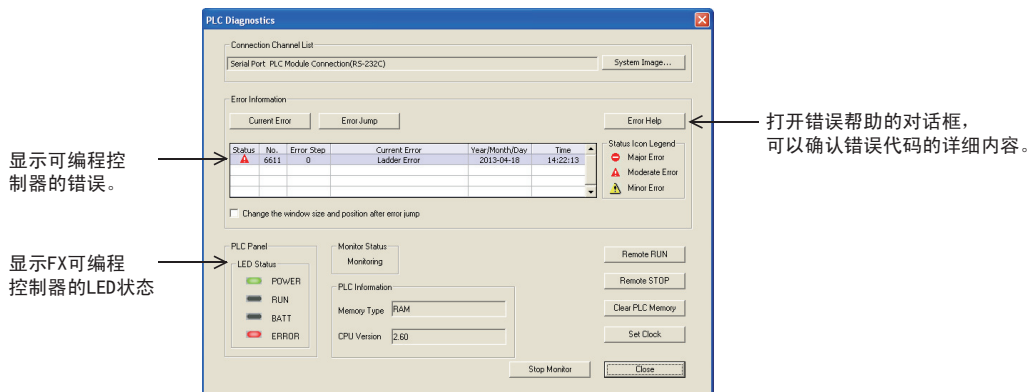 PLC Diagnostics
Connection Channel List
Serial Port PLC Module Connection(RS-232C)
System Image...
Error Information
Current Error
Error Jump
Error Help
打开错误帮助的对话框，
可以确认错误代码的详细内容。
显示可编程控
制器的错误。
Status No. Error Step Current Error Year/Month/Day Time
6611 0 Ladder Error 2013-04-18 14:22:13
Status Icon Legend
Major Error
Moderate Error
Minor Error
Change the window size and position after error jump
显示FX可编程
控制器的LED状态
PLC Panel
LED Status
POWER
RUN
BATT
ERROR
Monitor Status
Monitoring
PLC Information
Memory Type RAM
CPU Version 2.60
Remote RUN
Remote STOP
Clear PLC Memory
Set Clock
Stop Monitor
Close